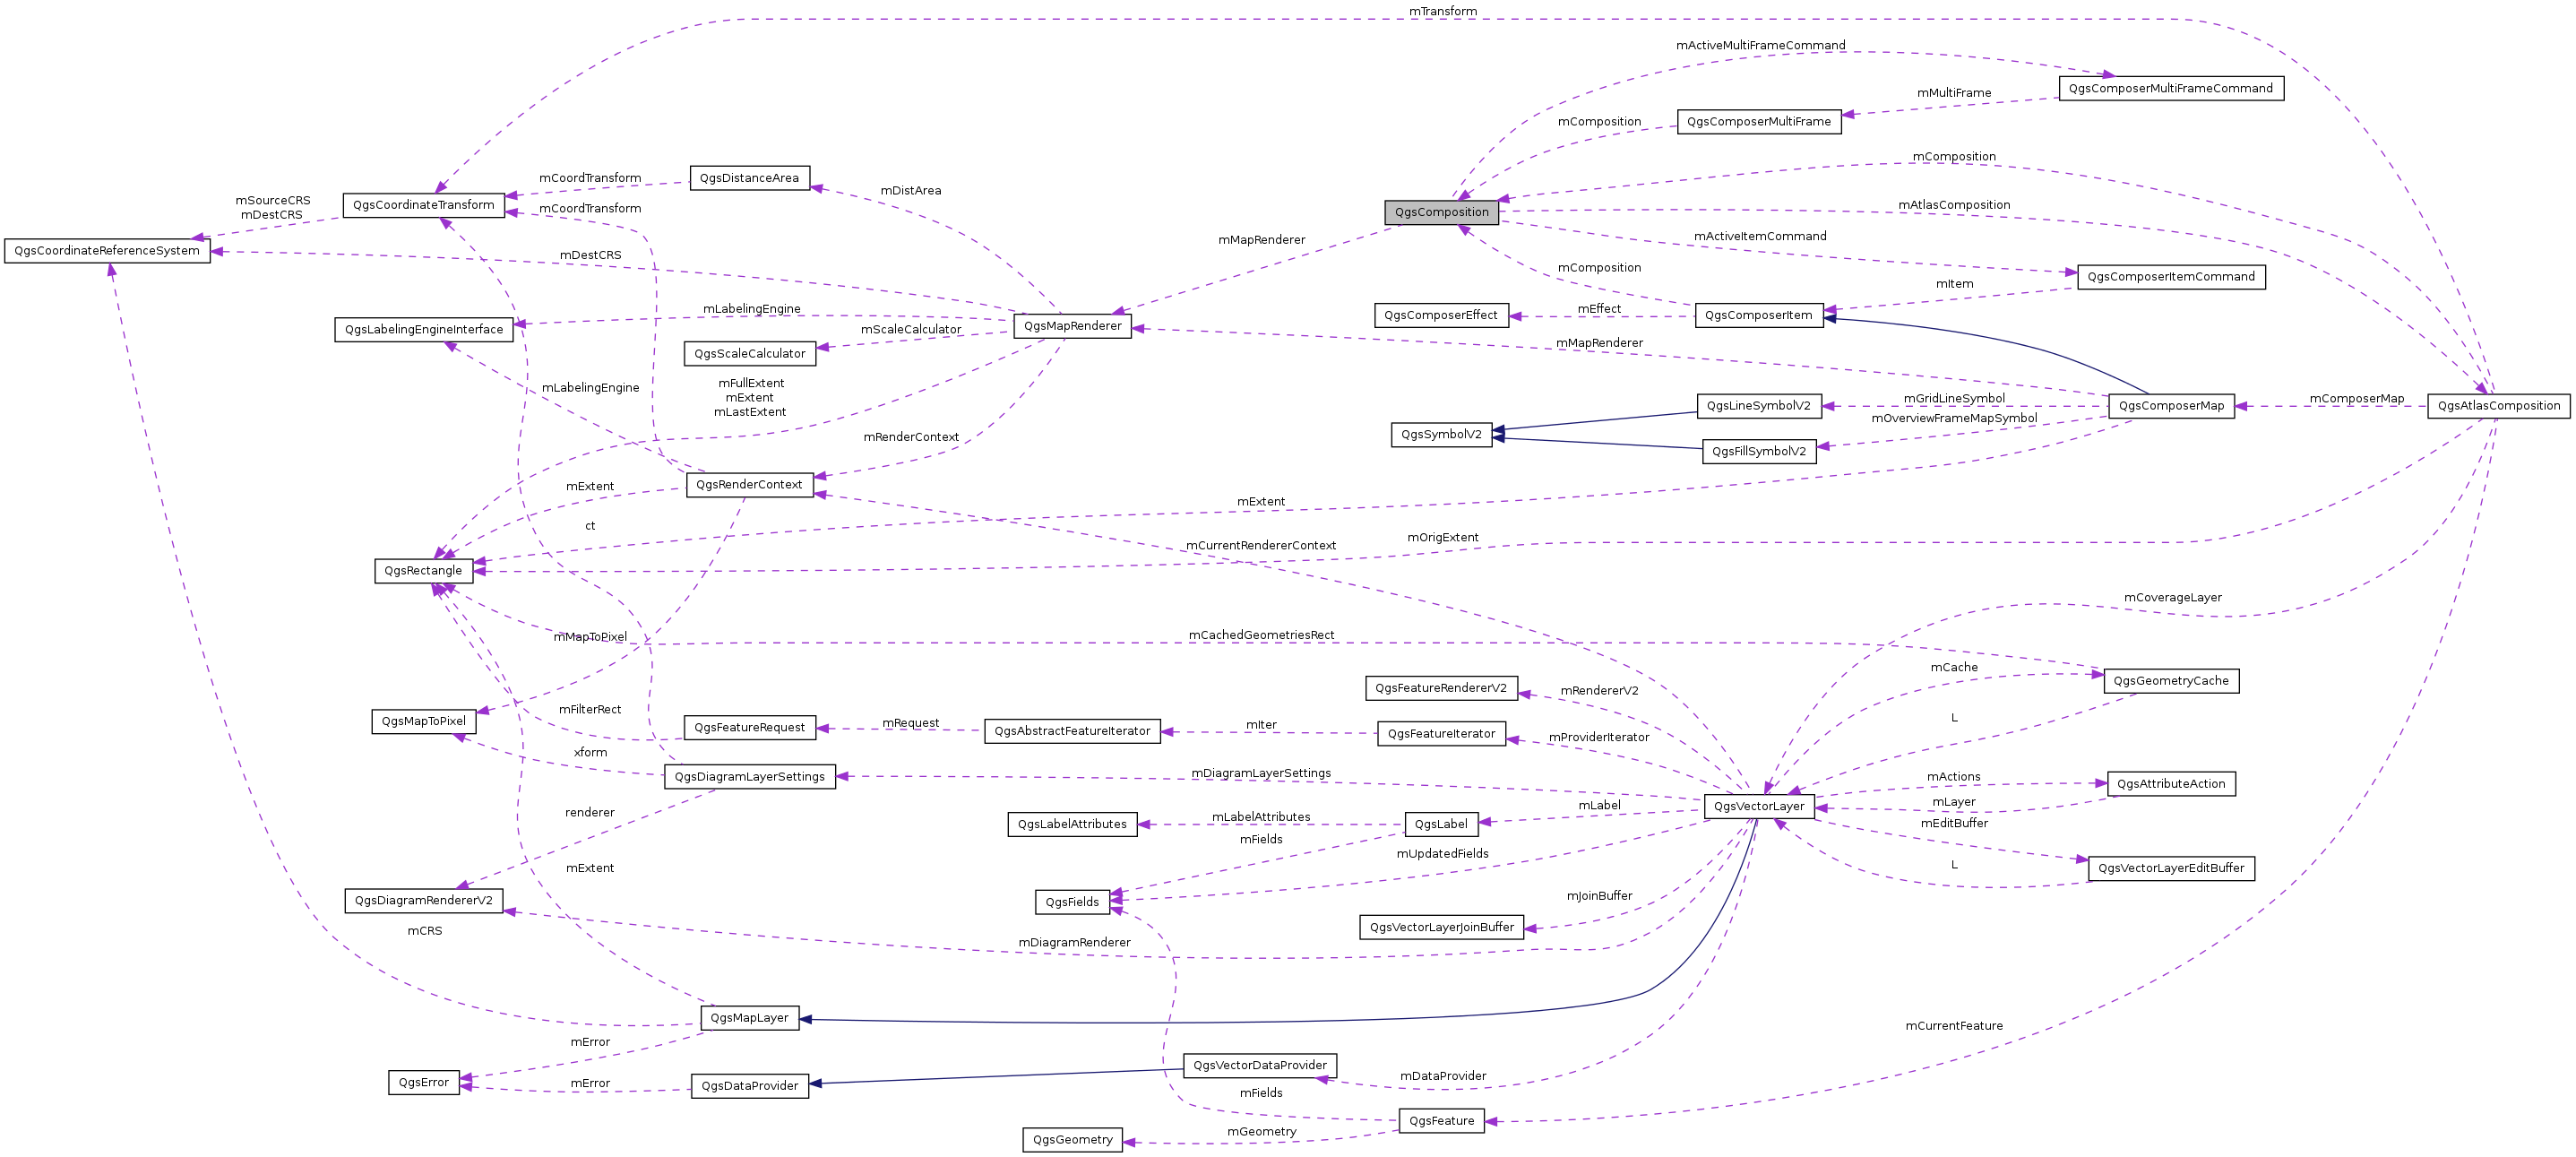 mTransform
mActiveMultiFrameCommand
QgsComposerMultiFrameCommand
mMultiFrame
QgsComposerMultiFrame
mComposition
mComposition
QgsDistanceArea
mCoordTransform
mDistArea
mSourceCRS
mDestCRS
QgsCoordinateTransform
mCoordTransform
QgsComposition
mAtlasComposition
mActiveItemCommand
mMapRenderer
QgsCoordinateReferenceSystem
mDestCRS
mComposition
QgsComposerItemCommand
mItem
mLabelingEngine
mEffect
QgsComposerEffect
QgsComposerItem
QgsLabelingEngineInterface
mScaleCalculator
QgsMapRenderer
mMapRenderer
QgsScaleCalculator
mLabelingEngine
mFullExtent
mExtent
mLastExtent
mGridLineSymbol
QgsLineSymbolV2
QgsComposerMap
mComposerMap
QgsAtlasComposition
mOverviewFrameMapSymbol
QgsSymbolV2
mRenderContext
QgsFillSymbolV2
QgsRenderContext
mExtent
mExtent
ct
mCurrentRendererContext
mOrigExtent
QgsRectangle
mCoverageLayer
mMapToPixel
mCachedGeometriesRect
mCache
QgsGeometryCache
QgsFeatureRendererV2
mRendererV2
mFilterRect
QgsMapToPixel
QgsFeatureRequest
mRequest
QgsAbstractFeatureIterator
mIter
QgsFeatureIterator
mProviderIterator
L
xform
QgsDiagramLayerSettings
mDiagramLayerSettings
mActions
QgsAttributeAction
renderer
mLabelAttributes
QgsLabelAttributes
QgsLabel
mLabel
QgsVectorLayer
mLayer
mEditBuffer
mFields
mUpdatedFields
mExtent
L
QgsVectorLayerEditBuffer
QgsDiagramRendererV2
QgsFields
mJoinBuffer
mCRS
mDiagramRenderer
QgsVectorLayerJoinBuffer
QgsMapLayer
mCurrentFeature
mError
QgsError
mError
QgsDataProvider
QgsVectorDataProvider
mDataProvider
mFields
QgsFeature
mGeometry
QgsGeometry